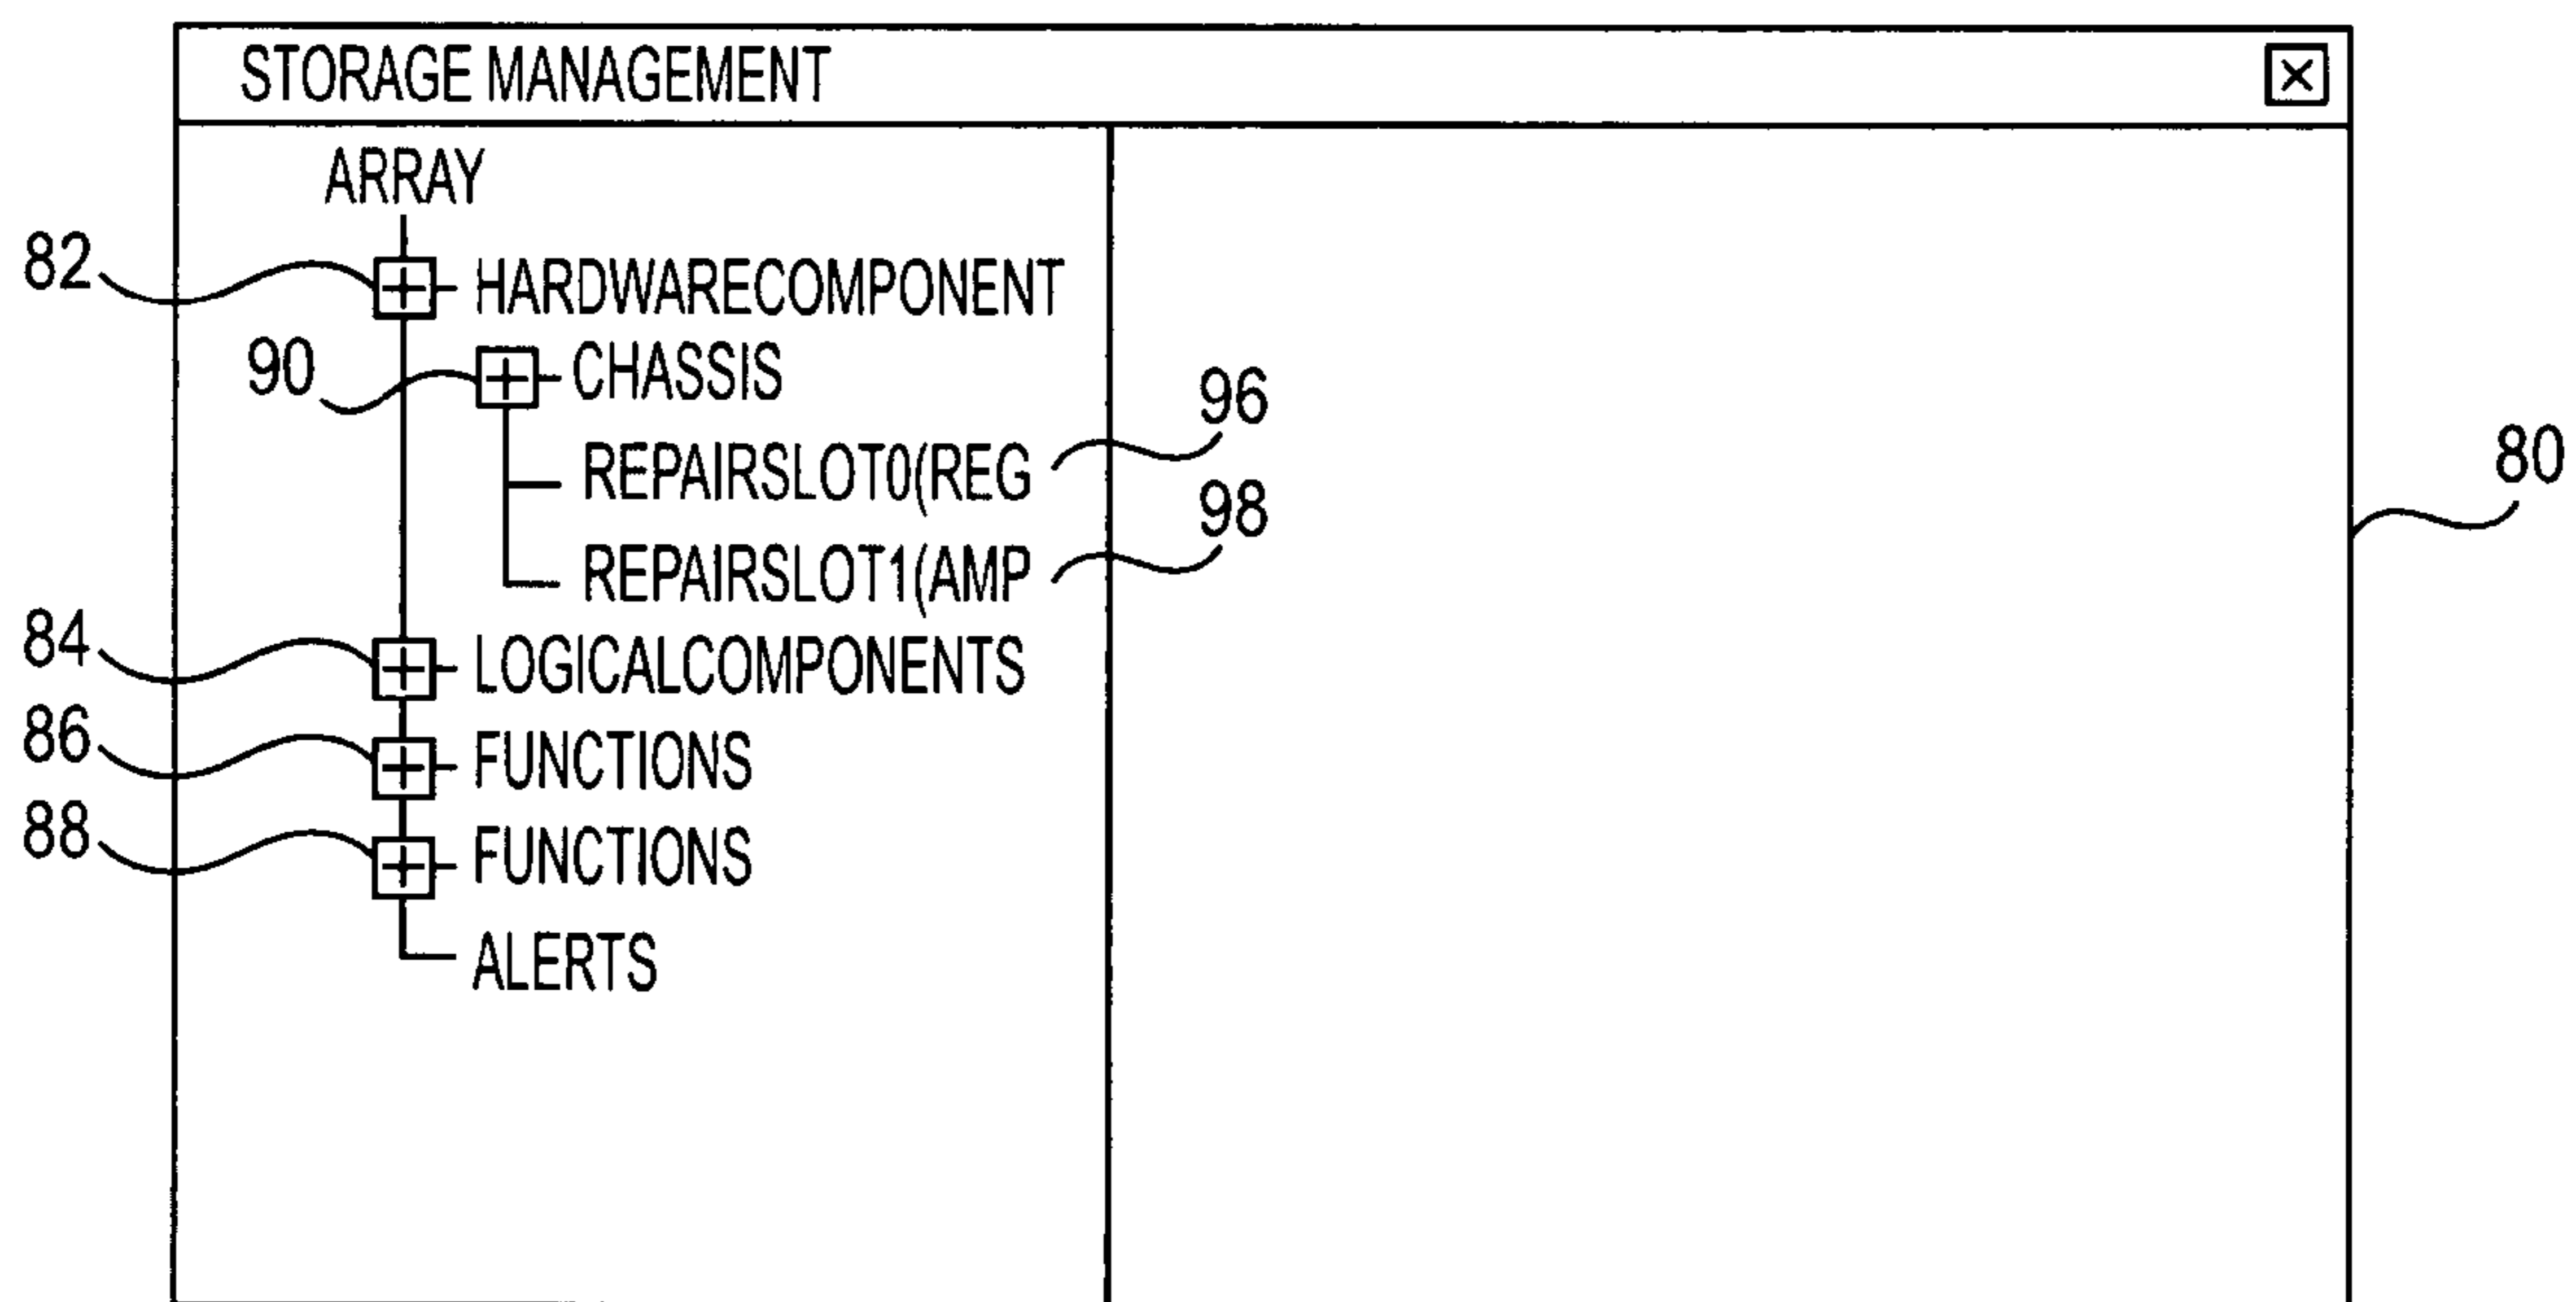 STORAGE MANAGEMENT
ARRAY
82 HARDWARECOMPONENT
90 CHASSIS
REPAIRSLOT0(REG 96
REPAIRSLOT1(AMP 98
80
84 LOGICALCOMPONENTS
86 FUNCTIONS
88 FUNCTIONS
ALERTS